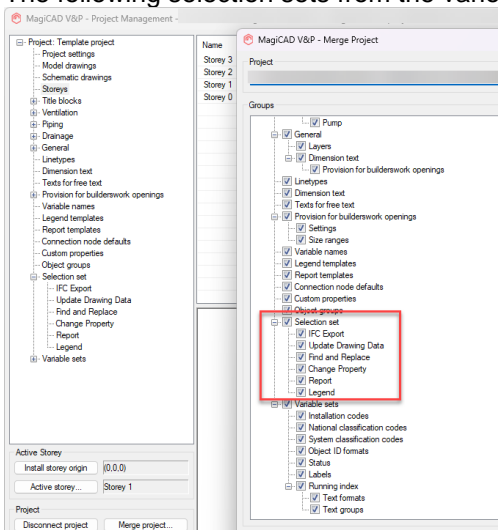 The following selection sets from the various
MagiCAD V&P - Project Management -
Project: Template project
Project settings
Model drawings
Schematic drawings
Storeys
Title blocks
Ventilation
Piping
Drainage
General
Linetypes
Dimension text
Texts for free text
Provision for builderswork openings
Variable names
Legend templates
Report templates
Connection node defaults
Custom properties
Object groups
Selection set
IFC Export
Update Drawing Data
Find and Replace
Change Property
Report
Legend
Variable sets
Name
Storey 3
Storey 2
Storey 1
Storey 0
Active Storey
Install storey origin
(0.0.0)
Active storey...
Storey 1
Project
Disconnect project
Merge project...
MagiCAD V&P - Merge Project
Project
Groups
Pump
General
Layers
Dimension text
Provision for builderswork openings
Linetypes
Dimension text
Texts for free text
Provision for builderswork openings
Settings
Size ranges
Variable names
Legend templates
Report templates
Connection node defaults
Custom properties
Object groups
Selection set
IFC Export
Update Drawing Data
Find and Replace
Change Property
Report
Legend
Variable sets
Installation codes
National classification codes
System classification codes
Object ID formats
Status
Labels
Running index
Text formats
Text groups